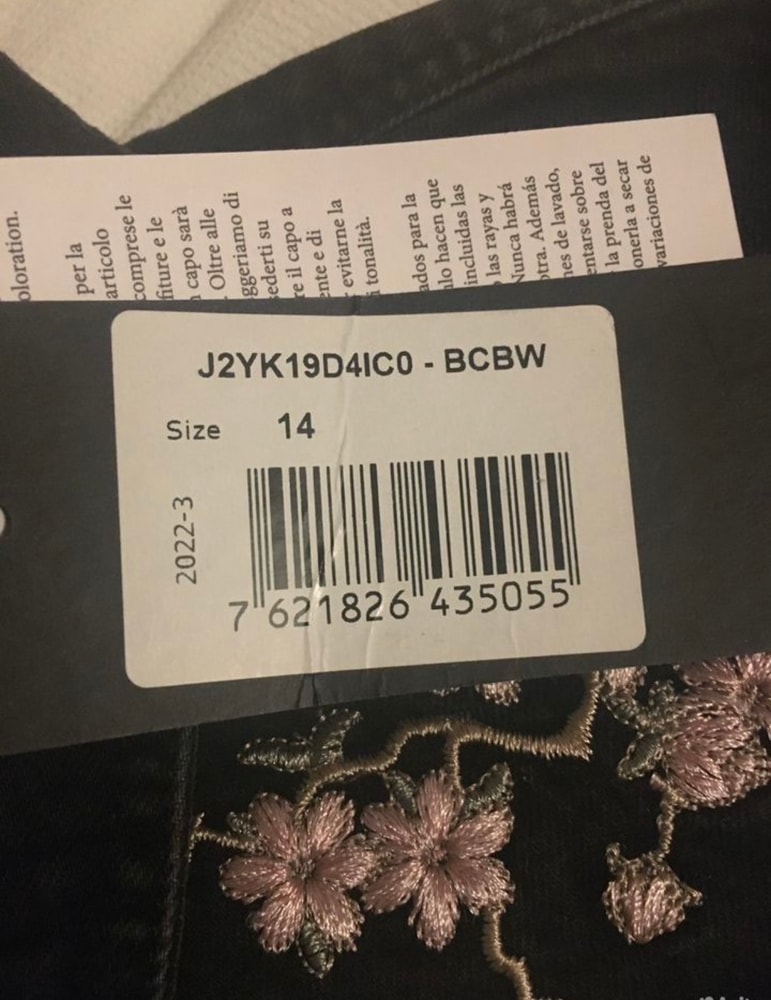 oloration.
per la
articolo
comprese le
fiture e le
capo sarà
Oltre alle
ggeriamo di
ederti su
re il capo a
ente e di
evitarne la
i tonalità.
ados para la
ulo hacen que
incluidas las
las rayas y
Nunca habrá
otra. Además
nes de lavado,
entarse sobre
la prenda del
onerla a secar
variaciones de
J2YK19D4IC0 - BCBW
Size 14
2022-3
7 621826 435055